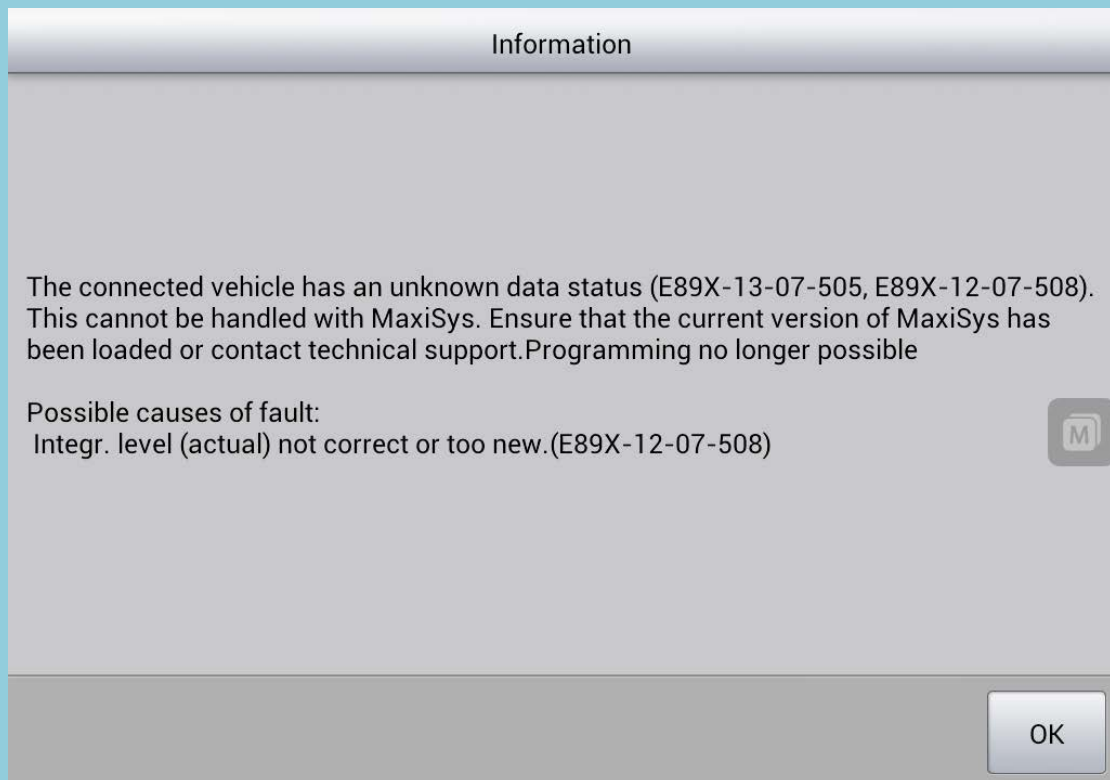 Information
The connected vehicle has an unknown data status (E89X-13-07-505, E89X-12-07-508).
This cannot be handled with MaxiSys. Ensure that the current version of MaxiSys has
been loaded or contact technical support.Programming no longer possible
Possible causes of fault:
Integr. level (actual) not correct or too new.(E89X-12-07-508)
M
OK